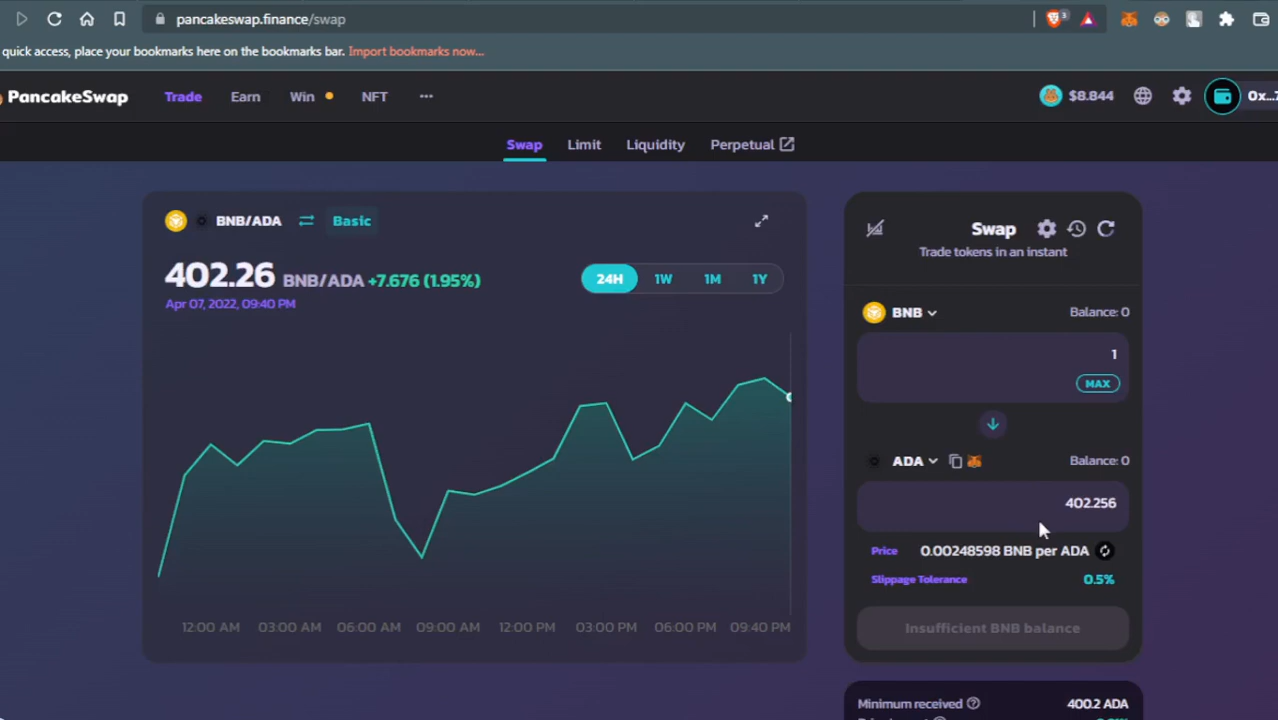 pancakeswap.finance/swap
quick access, place your bookmarks here on the bookmarks bar. Import bookmarks now...
PancakeSwap Trade Earn Win NFT $8.844
Swap Limit Liquidity Perpetual
BNB/ADA Basic
402.26 BNB/ADA +7.676 (1.95%)
Apr 07, 2022, 09:40 PM
24H 1W 1M 1Y
12:00 AM 03:00 AM 06:00 AM 09:00 AM 12:00 PM 03:00 PM 06:00 PM 09:40 PM
Swap
Trade tokens in an instant
BNB Balance: 0
1
MAX
ADA Balance: 0
402.256
Price 0.00248598 BNB per ADA
Slippage Tolerance 0.5%
Insufficient BNB balance
Minimum received 400.2 ADA